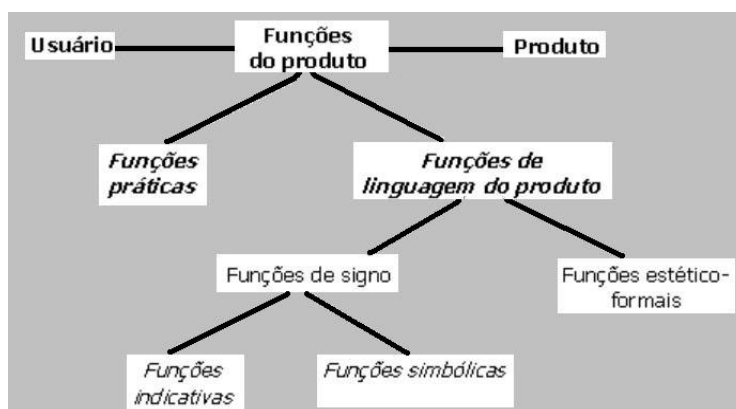 Usuário
Funções
do produto
Produto
Funções
práticas
Funções de
linguagem do produto
Funções de signo
Funções estético-
formais
Funções
indicativas
Funções simbólicas